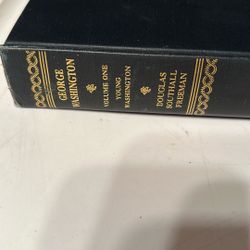 GEORGE
WASHINGTON
VOLUME ONE
YOUNG
WASHINGTON
DOUGLAS
SOUTHALL
FREEMAN